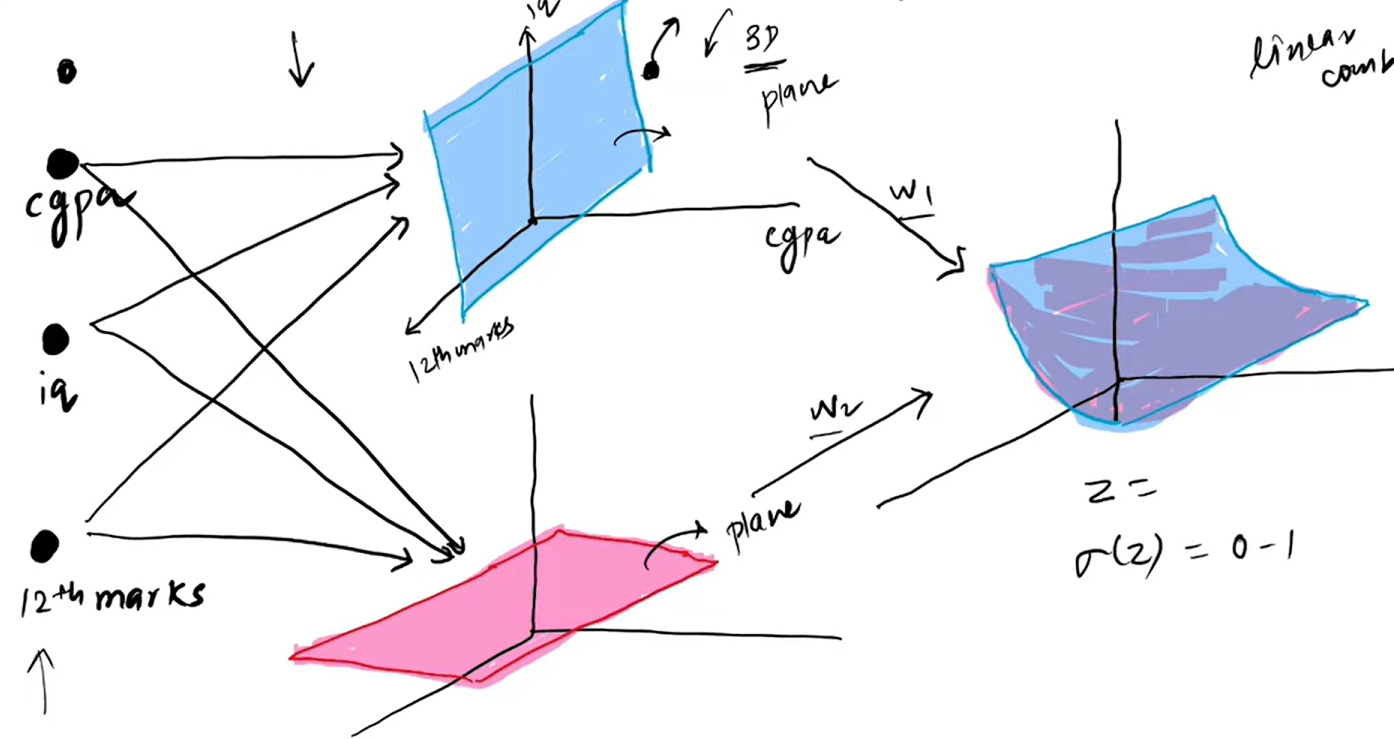 iq
3D
plane
linear
cgpa
w1
cgpa
12th marks
iq
w2
plane
z =
σ(z) = 0-1
12th marks